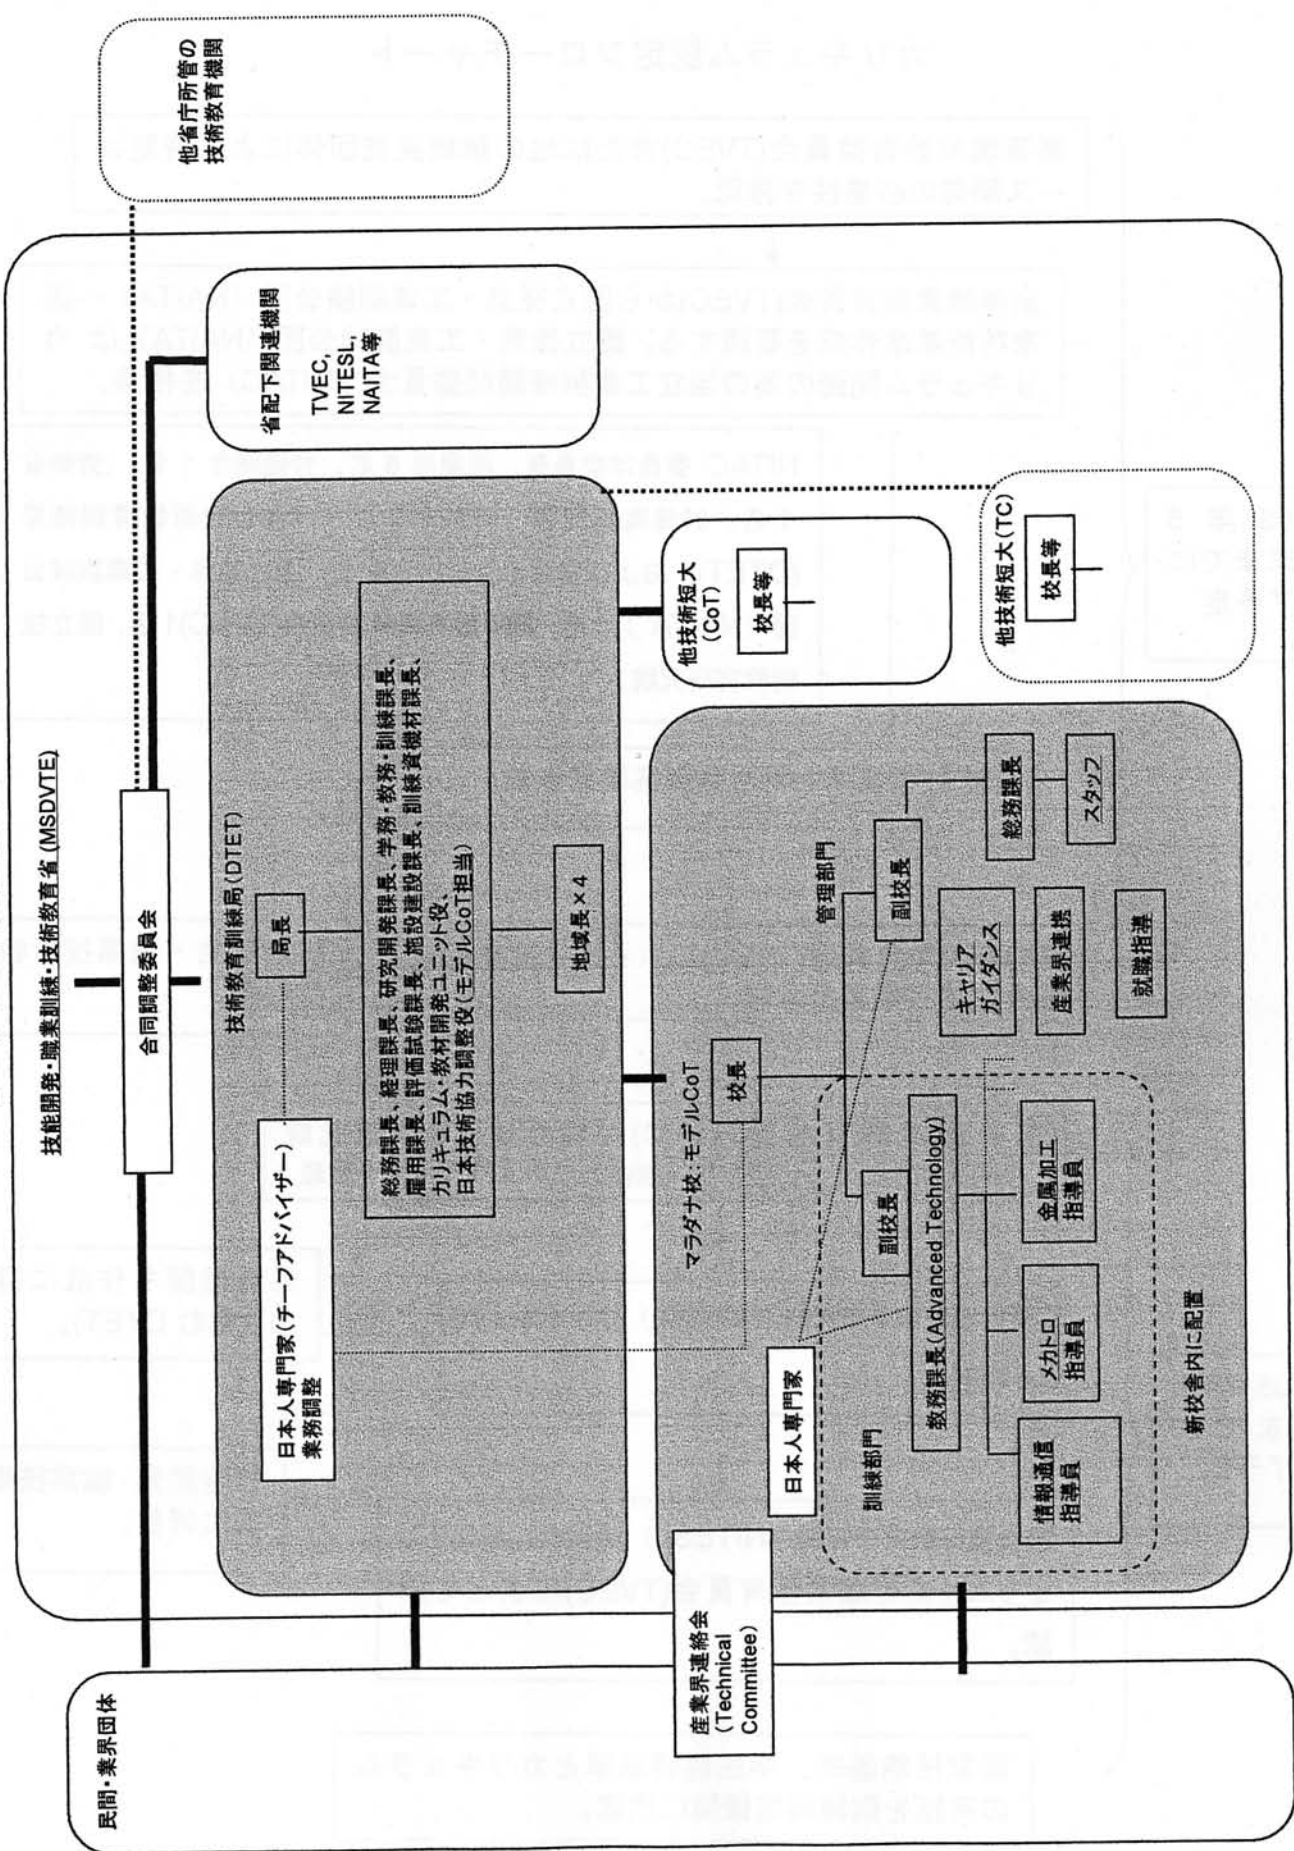 技能開発・職業訓練・技術教育省(MSDVTE)
他省庁所管の
技術教育機関
民間・業界団体
合同調整委員会
省配下関連機関
TVEC,
NITESL,
NAITA等
技術教育訓練局(DTET)
局長
日本人専門家(チーフアドバイザー)
業務調整
総務課長、経理課長、研究開発課長、学務・教務・訓練課長、
雇用課長、評価試験課長、施設建設課長、訓練資機材課長、
カリキュラム・教材開発ユニット役、
日本技術協力調整役(モデルCoT担当)
地域長×4
他技術短大
(CoT)
校長等
他技術短大(TC)
校長等
産業界連絡会
(Technical
Committee)
マラダナ校:モデルCoT
校長
日本人専門家
管理部門
副校長
訓練部門
副校長
教務課長(Advanced Technology)
総務課長
スタッフ
キャリア
ガイダンス
産業界連携
就職指導
情報通信
指導員
メカトロ
指導員
金属加工
指導員
新校舎内に配置